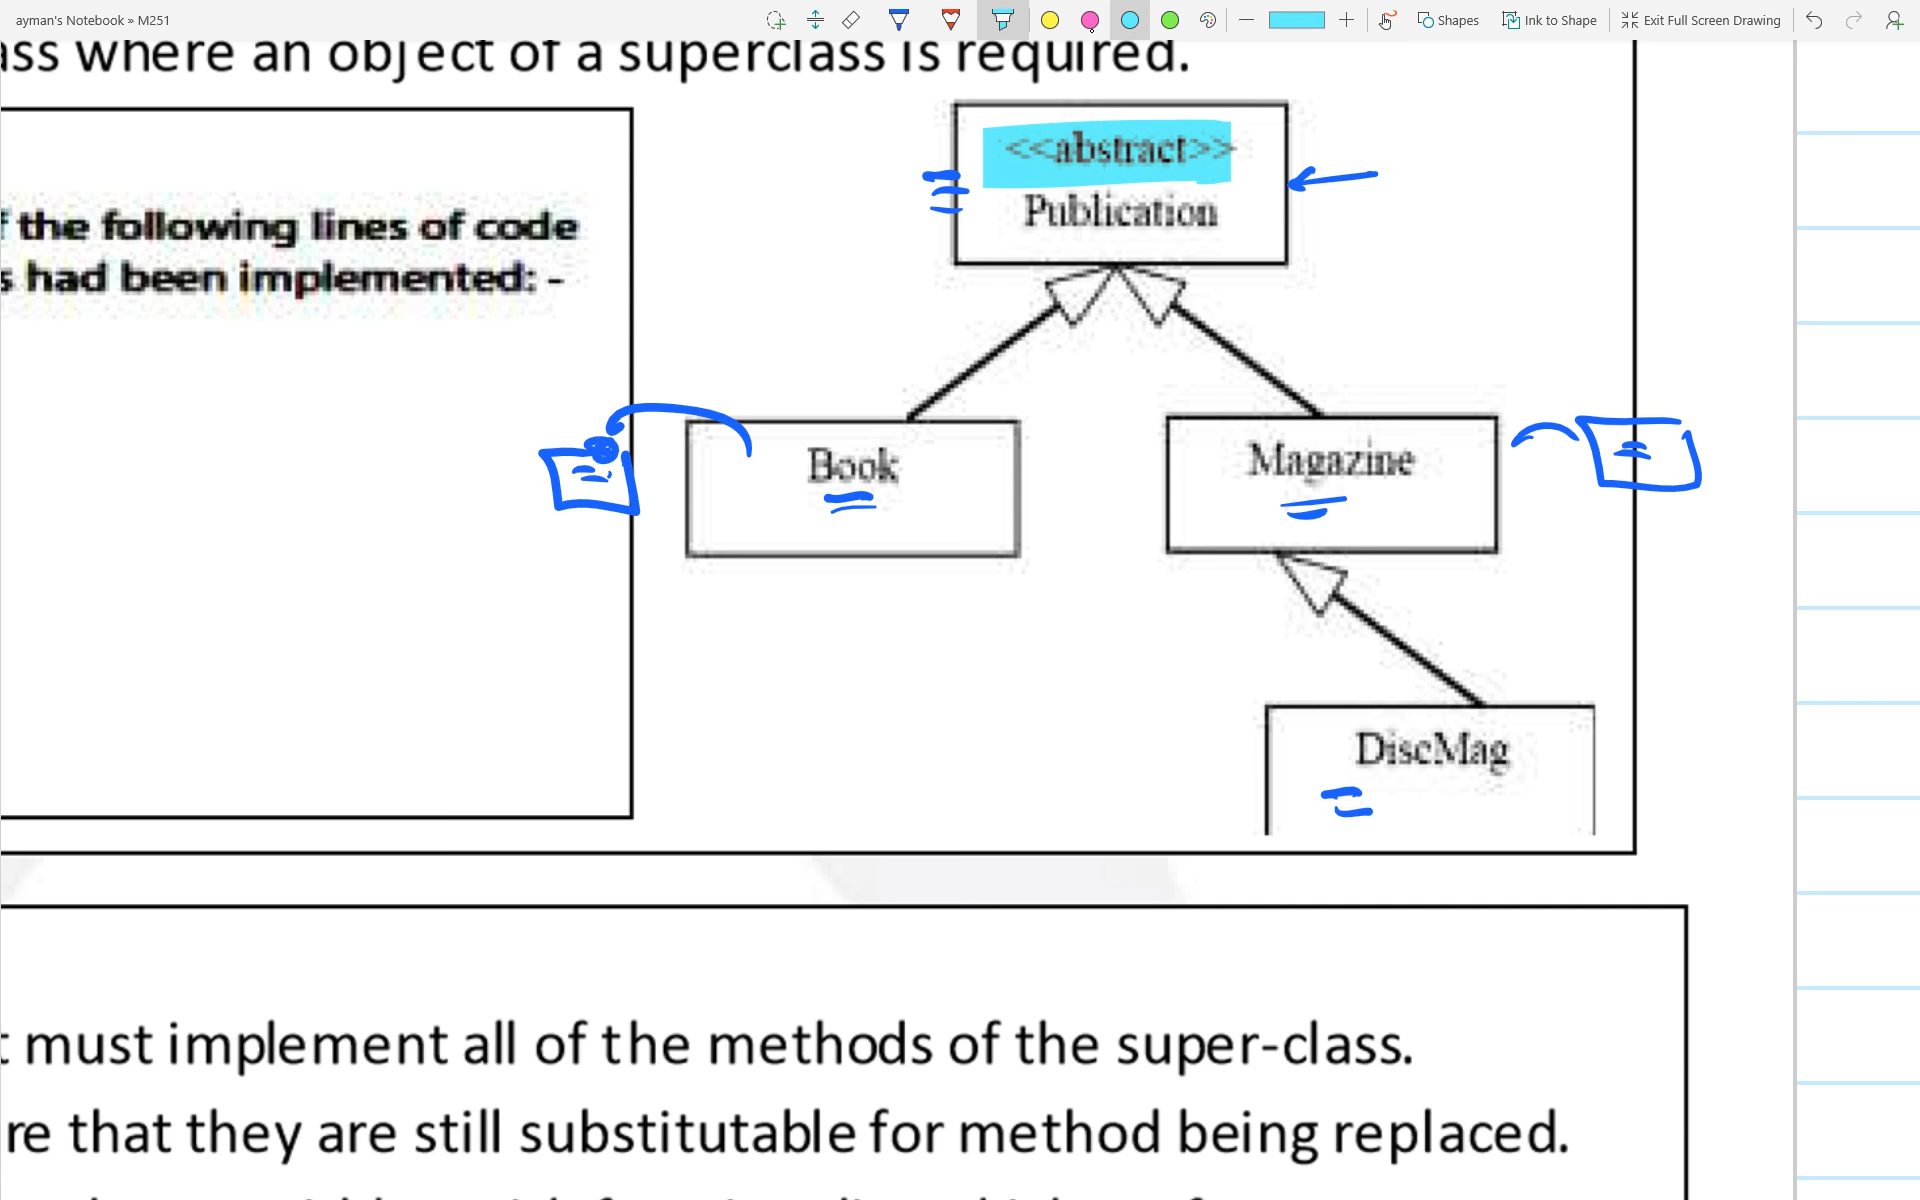 ayman's Notebook » M251
Shapes
Ink to Shape
Exit Full Screen Drawing
ass where an object of a superclass is required.
f the following lines of code
s had been implemented: -
<<abstract>>
Publication
Book
Magazine
DiscMag
t must implement all of the methods of the super-class.
re that they are still substitutable for method being replaced.